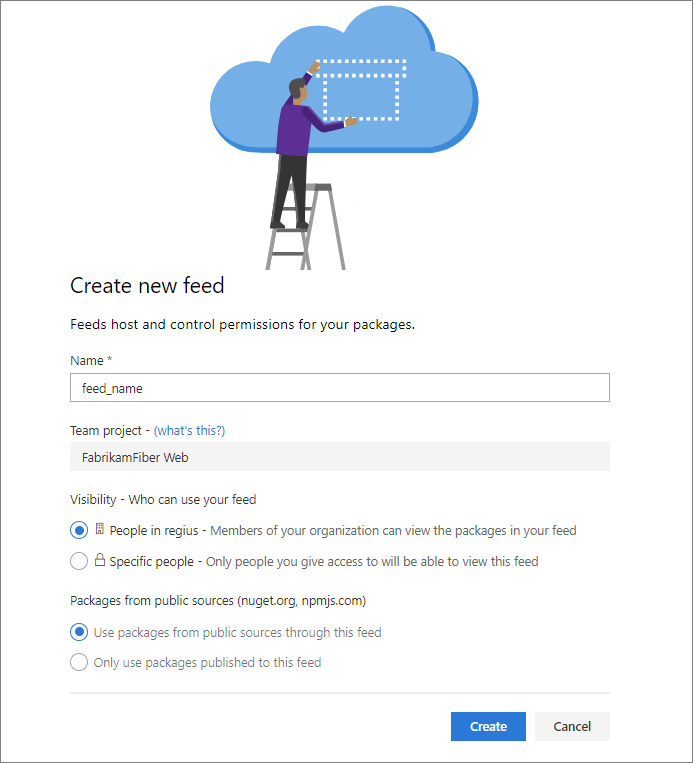 Create new feed
Feeds host and control permissions for your packages.
Name *
feed_name
Team project - (what's this?)
FabrikamFiber Web
Visibility - Who can use your feed
People in regius - Members of your organization can view the packages in your feed
Specific people - Only people you give access to will be able to view this feed
Packages from public sources (nuget.org, npmjs.com)
Use packages from public sources through this feed
Only use packages published to this feed
Create Cancel